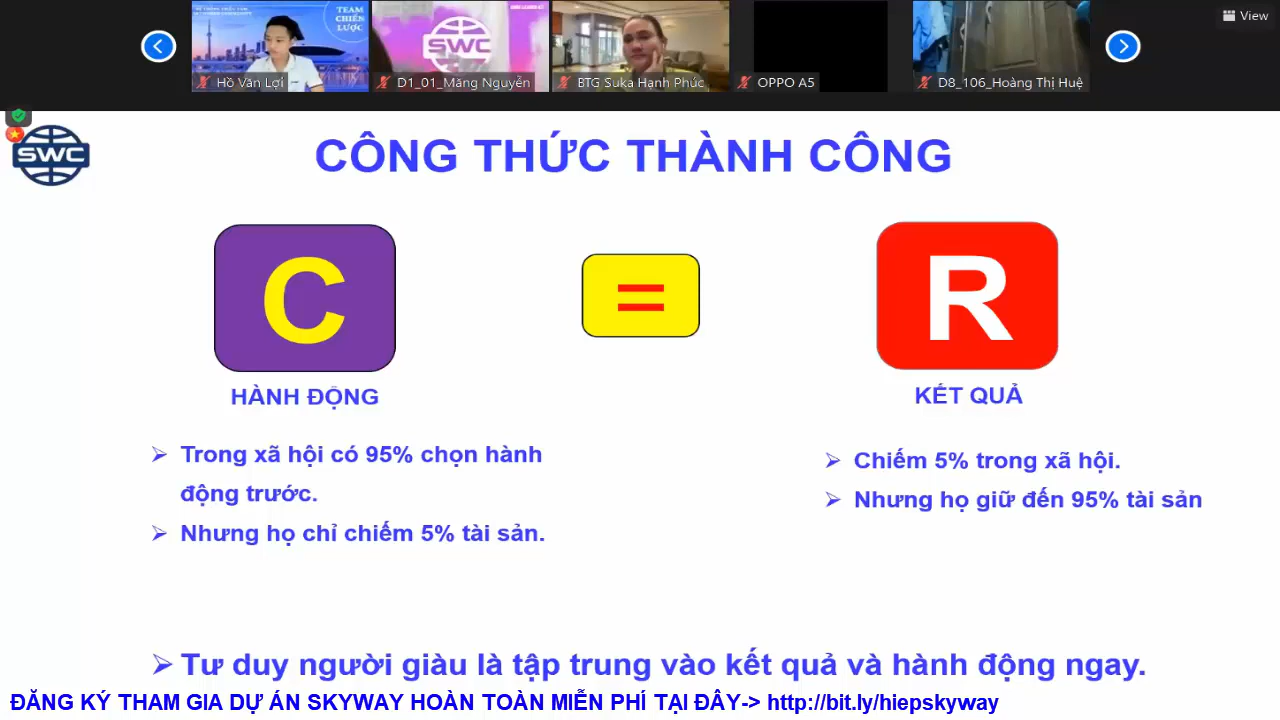 View
TEAM
CHIẾN
LƯỢC
SWC
Hồ Văn Lợi
D1_01_Măng Nguyễn
BTG Suka Hạnh Phúc
OPPO A5
D8_106_Hoàng Thị Huệ
SWC
CÔNG THỨC THÀNH CÔNG
C
=
R
HÀNH ĐỘNG
KẾT QUẢ
Trong xã hội có 95% chọn hành
động trước.
Nhưng họ chỉ chiếm 5% tài sản.
Chiếm 5% trong xã hội.
Nhưng họ giữ đến 95% tài sản
Tư duy người giàu là tập trung vào kết quả và hành động ngay.
ĐĂNG KÝ THAM GIA DỰ ÁN SKYWAY HOÀN TOÀN MIỄN PHÍ TẠI ĐÂY-> http://bit.ly/hiepskyway